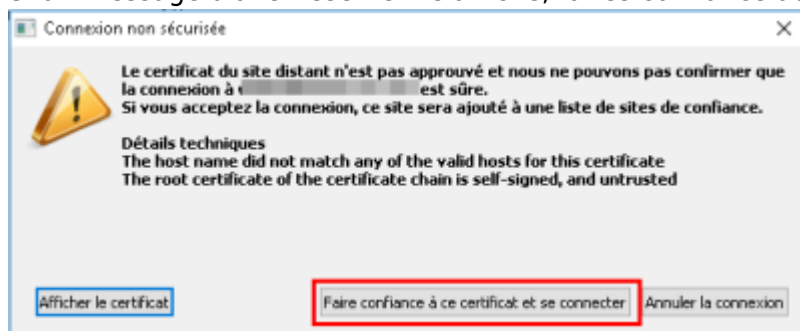 Connexion non sécurisée
Le certificat du site distant n'est pas approuvé et nous ne pouvons pas confirmer que
la connexion à est sûre.
Si vous acceptez la connexion, ce site sera ajouté à une liste de sites de confiance.
Détails techniques
The host name did not match any of the valid hosts for this certificate
The root certificate of the certificate chain is self-signed, and untrusted
Afficher le certificat Faire confiance à ce certificat et se connecter Annuler la connexion